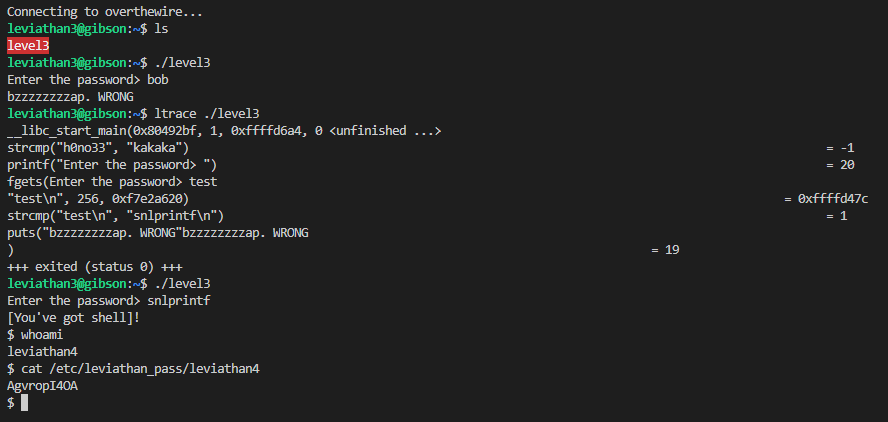 Connecting to overthewire...
leviathan3@gibson:~$ ls
level3
leviathan3@gibson:~$ ./level3
Enter the password> bob
bzzzzzzzzap. WRONG
leviathan3@gibson:~$ ltrace ./level3
__libc_start_main(0x80492bf, 1, 0xffffd6a4, 0 <unfinished ...>
strcmp("h0no33", "kakaka") = -1
printf("Enter the password> ") = 20
fgets(Enter the password> test
"test\n", 256, 0xf7e2a620) = 0xffffd47c
strcmp("test\n", "snlprintf\n") = 1
puts("bzzzzzzzzap. WRONG"bzzzzzzzzap. WRONG
) = 19
+++ exited (status 0) +++
leviathan3@gibson:~$ ./level3
Enter the password> snlprintf
[You've got shell]!
$ whoami
leviathan4
$ cat /etc/leviathan_pass/leviathan4
AgvropI4OA
$